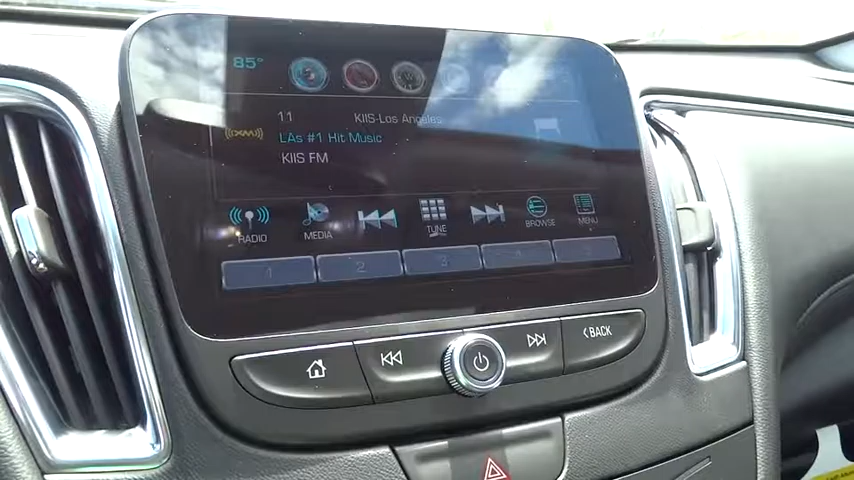 85°
11 KIIS-Los Angeles
((XM))
LAs #1 Hit Music
KIIS FM
RADIO MEDIA TUNE BROWSE MENU
1 2 3 4 5
BACK